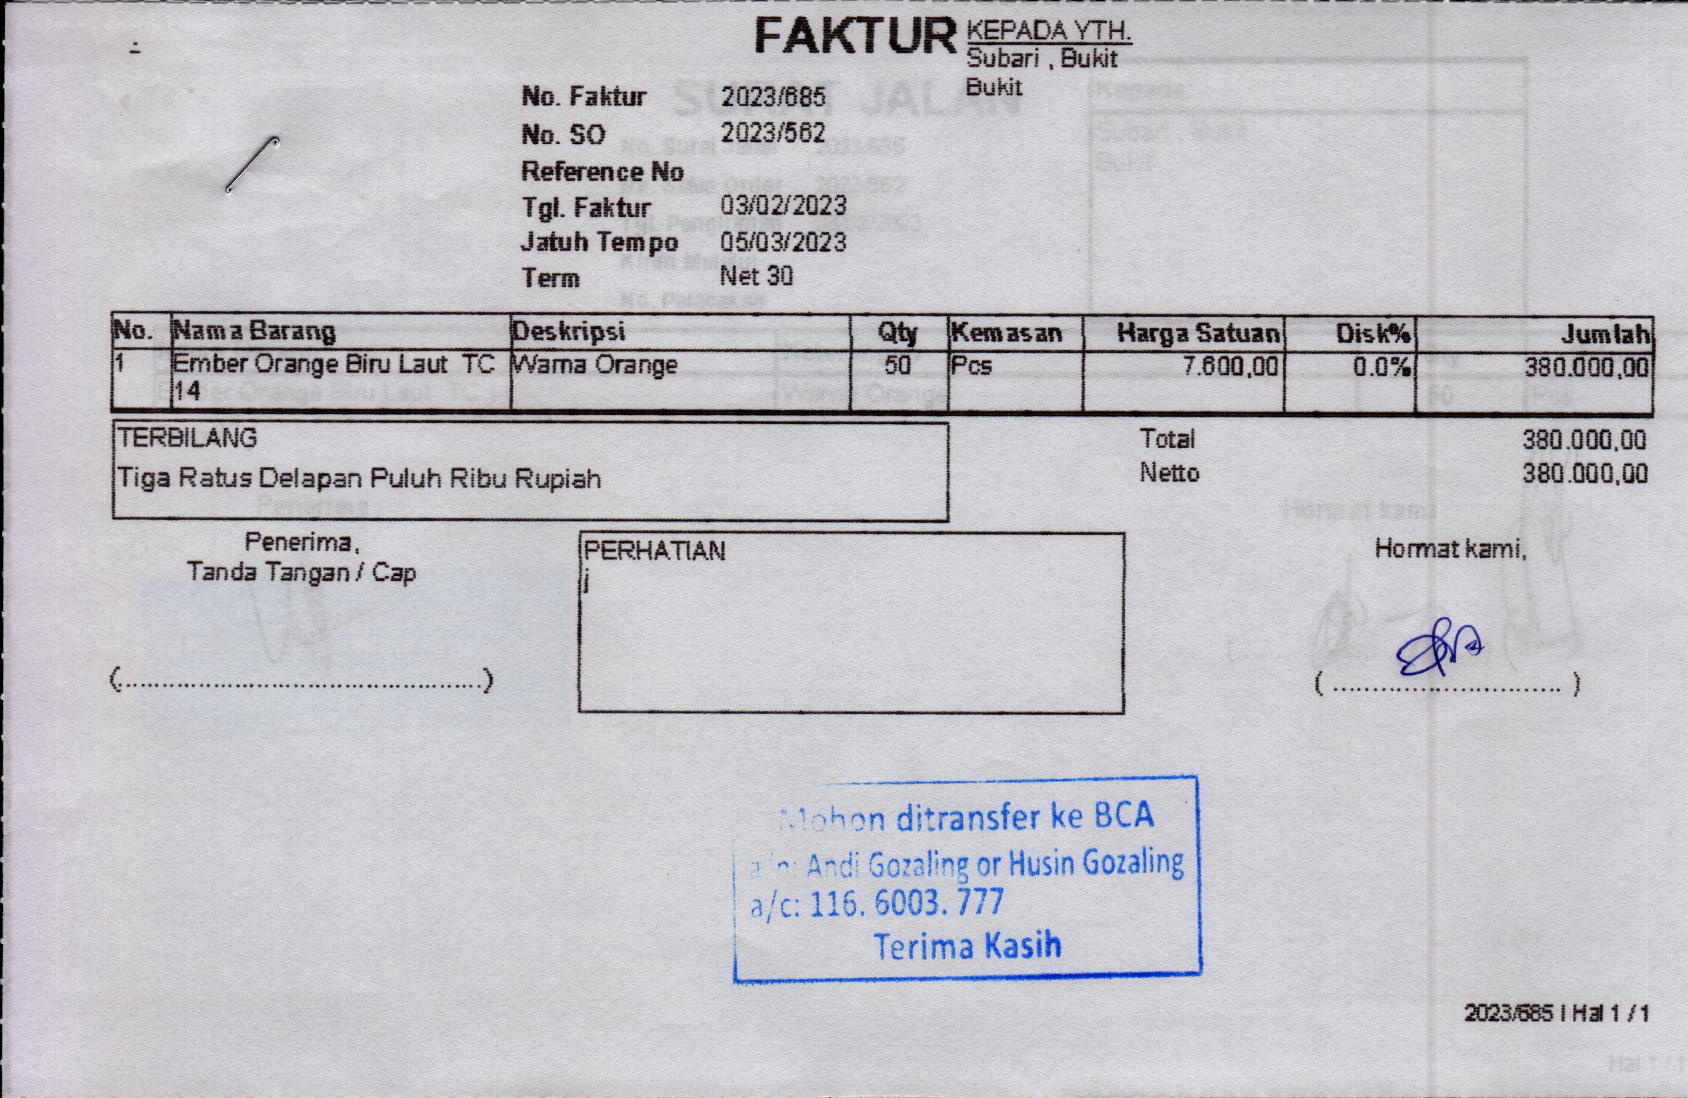 FAKTUR
KEPADA YTH.
Subari , Bukit
Bukit
No. Faktur 2023/685
No. SO 2023/562
Reference No
Tgl. Faktur 03/02/2023
Jatuh Tempo 05/03/2023
Term Net 30
No. Nama Barang Deskripsi Qty Kemasan Harga Satuan Disk% Jumlah
1 Ember Orange Biru Laut TC 14 Warna Orange 50 Pcs 7.600,00 0.0% 380.000,00
TERBILANG
Tiga Ratus Delapan Puluh Ribu Rupiah
Total 380.000,00
Netto 380.000,00
Penerima,
Tanda Tangan / Cap
(..............................................)
PERHATIAN
j
Hormat kami,
( ............................. )
Mohon ditransfer ke BCA
a/n: Andi Gozaling or Husin Gozaling
a/c: 116. 6003. 777
Terima Kasih
2023/685 | Hal 1 / 1